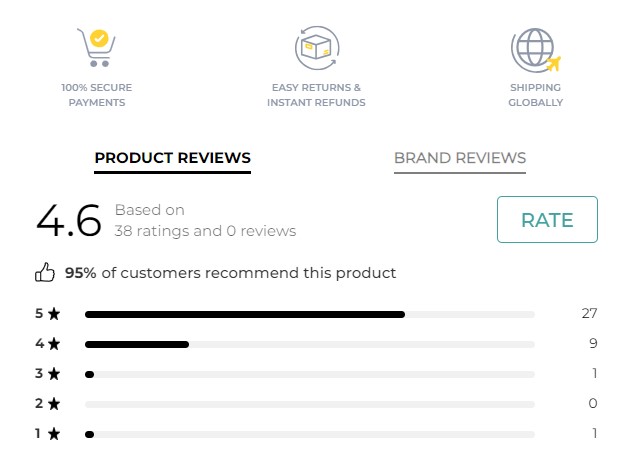 100% SECURE
PAYMENTS
EASY RETURNS &
INSTANT REFUNDS
SHIPPING
GLOBALLY
PRODUCT REVIEWS
BRAND REVIEWS
4.6
Based on
38 ratings and 0 reviews
RATE
95% of customers recommend this product
5 ★ 27
4 ★ 9
3 ★ 1
2 ★ 0
1 ★ 1